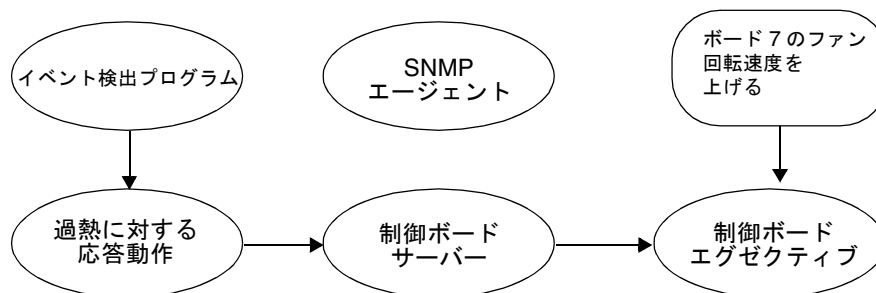 イベント検出プログラム
SNMP
エージェント
ボード７のファン
回転速度を
上げる
過熱に対する
応答動作
制御ボード
サーバー
制御ボード
エグゼクティブ